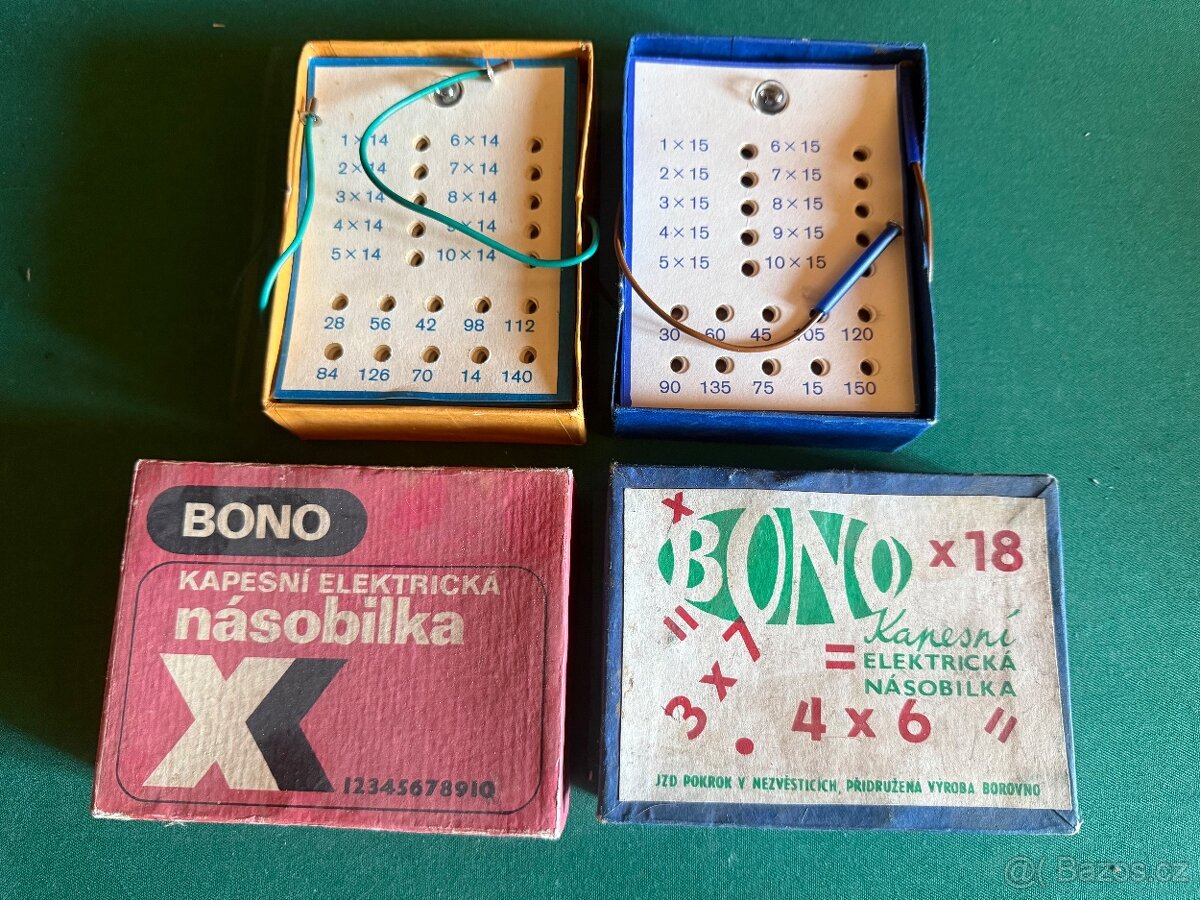 1 × 14 6 × 14
2 × 14 7 × 14
3 × 14 8 × 14
4 × 14 9 × 14
5 × 14 10 × 14
28 56 42 98 112
84 126 70 14 140
1 × 15 6 × 15
2 × 15 7 × 15
3 × 15 8 × 15
4 × 15 9 × 15
5 × 15 10 × 15
30 60 45 105 120
90 135 75 15 150
BONO
KAPESNÍ ELEKTRICKÁ
násobilka
X
12345678910
BONO x 18
Kapesní
ELEKTRICKÁ
NÁSOBILKA
=
3 x 7 =
4 x 6 =
JZD POKROK V NEZVĚSTICÍCH, PŘIDRUŽENÁ VÝROBA BOROVNO
Bazos.cz